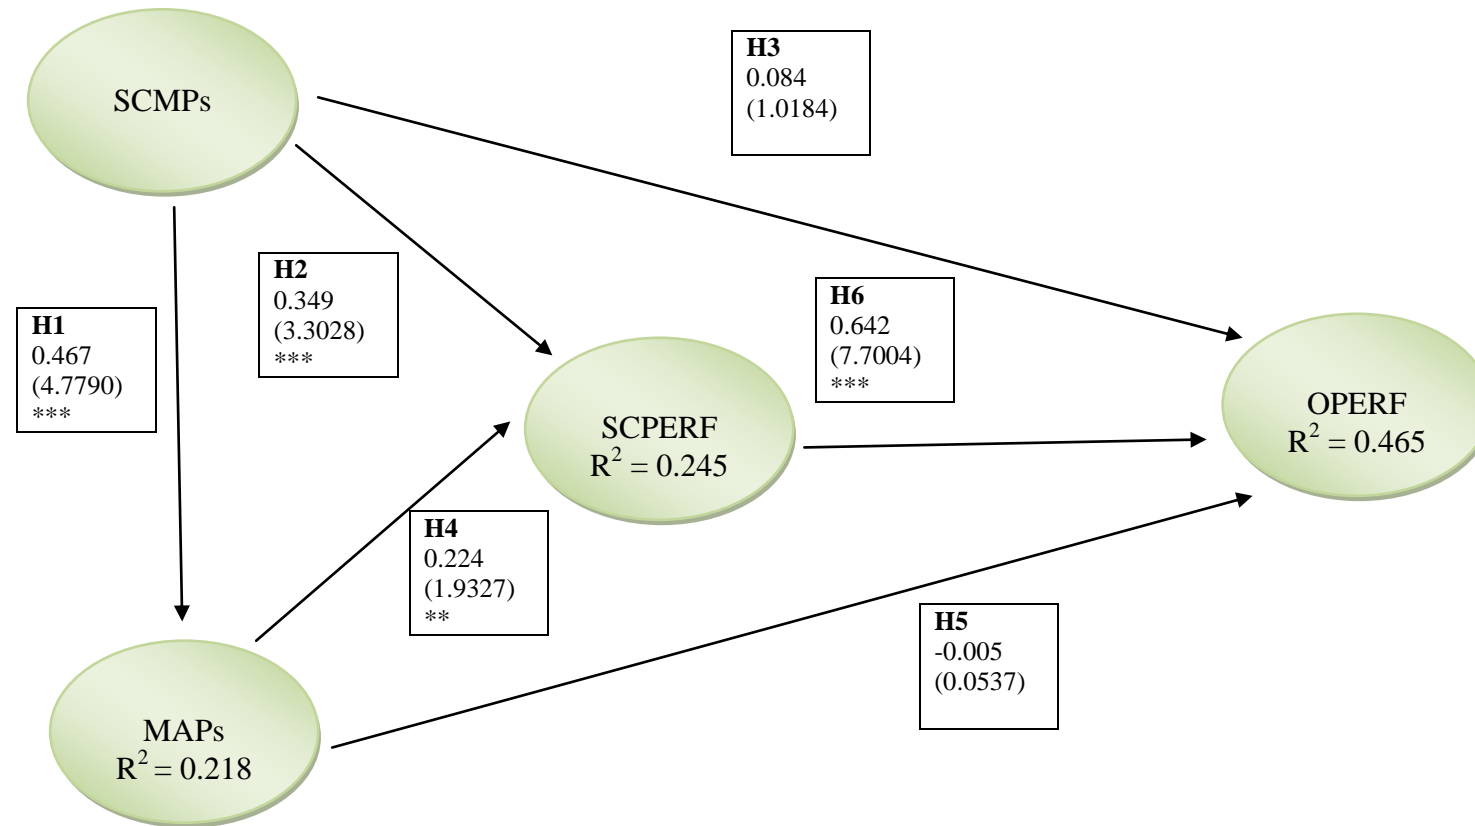 SCMPs
H3
0.084
(1.0184)
H2
0.349
(3.3028)
***
H1
0.467
(4.7790)
***
H6
0.642
(7.7004)
***
SCPERF
R² = 0.245
OPERF
R² = 0.465
H4
0.224
(1.9327)
**
H5
-0.005
(0.0537)
MAPs
R² = 0.218